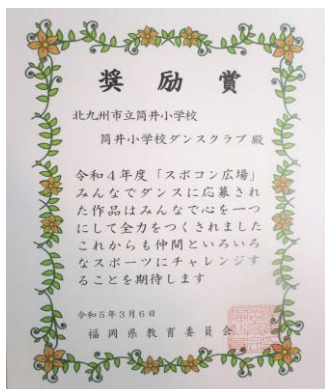 奨励賞
北九州市立筒井小学校
筒井小学校ダンスクラブ 殿
令和4年度「スポコン広場」
みんなでダンスに応募され
た作品はみんなで心を一つ
にして全力をつくされました
これからも仲間といろいろ
なスポーツにチャレンジす
ることを期待します
令和5年3月6日
福岡県教育委員会